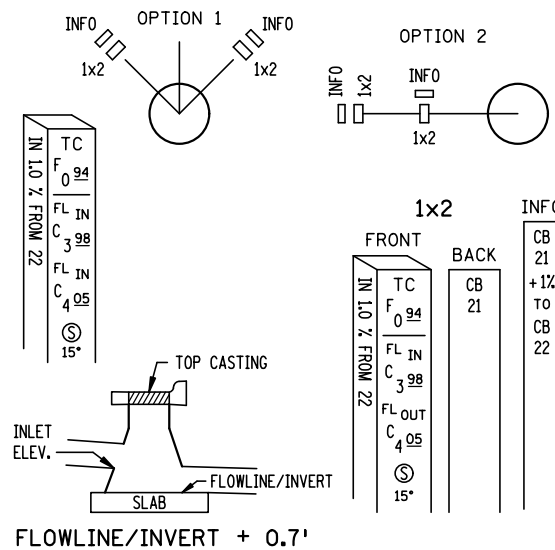 OPTION 1
INFO
1x2
INFO
1x2
OPTION 2
INFO
1x2
INFO
1x2
IN 1.0 % FROM 22
TC
F 0 94
FL IN
C 3 98
FL IN
C 4 05
S
15"
1x2
FRONT
IN 1.0 % FROM 22
TC
F 0 94
FL IN
C 3 98
FL OUT
C 4 05
S
15"
BACK
CB
21
INFO
CB
21
+1%
TO
CB
22
TOP CASTING
INLET
ELEV.
FLOWLINE/INVERT
SLAB
FLOWLINE/INVERT + 0.7'